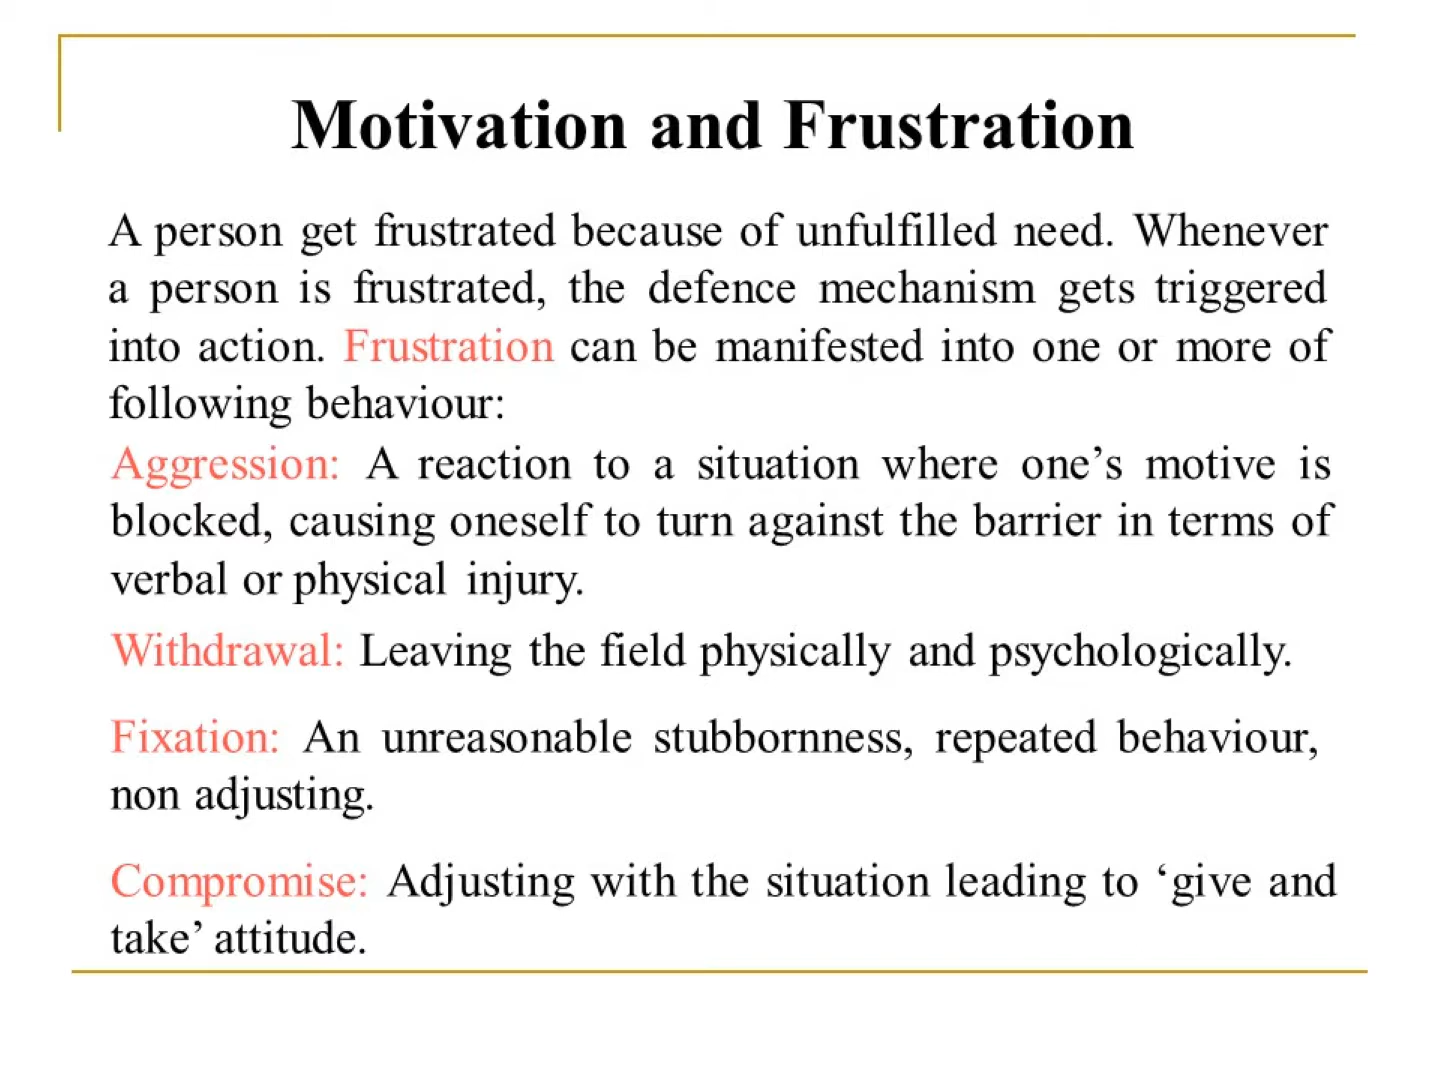 Motivation and Frustration
A person get frustrated because of unfulfilled need. Whenever
a person is frustrated, the defence mechanism gets triggered
into action. Frustration can be manifested into one or more of
following behaviour:
Aggression: A reaction to a situation where one’s motive is
blocked, causing oneself to turn against the barrier in terms of
verbal or physical injury.
Withdrawal: Leaving the field physically and psychologically.
Fixation: An unreasonable stubbornness, repeated behaviour,
non adjusting.
Compromise: Adjusting with the situation leading to ‘give and
take’ attitude.